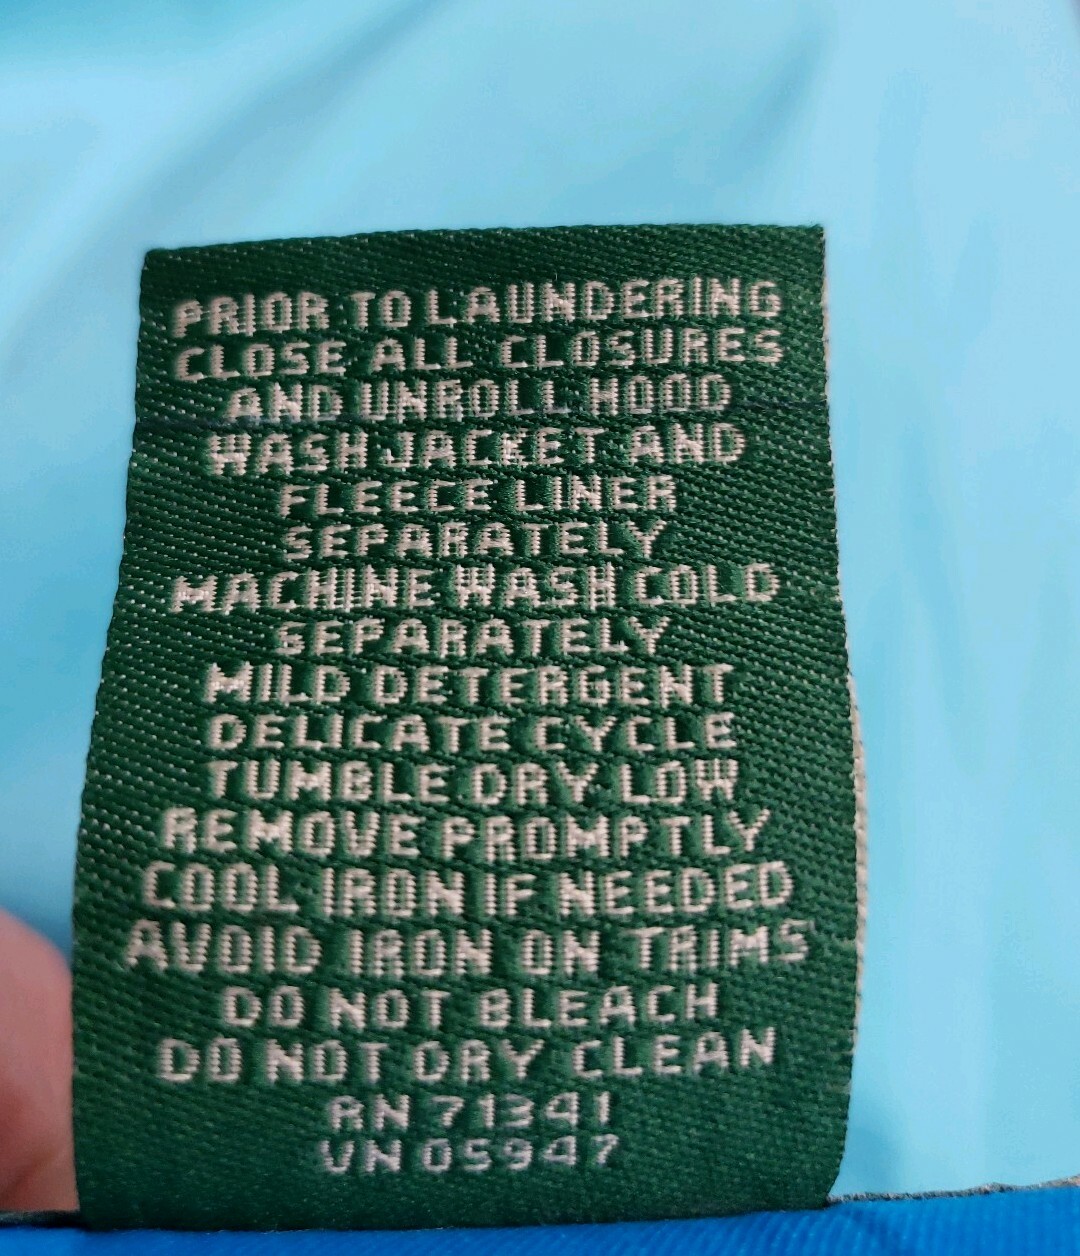 PRIOR TO LAUNDERING
CLOSE ALL CLOSURES
AND UNROLL HOOD
WASH JACKET AND
FLEECE LINER
SEPARATELY
MACHINE WASH COLD
SEPARATELY
MILD DETERGENT
DELICATE CYCLE
TUMBLE DRY LOW
REMOVE PROMPTLY
COOL IRON IF NEEDED
AVOID IRON ON TRIMS
DO NOT BLEACH
DO NOT DRY CLEAN
RN 71341
VN 05947